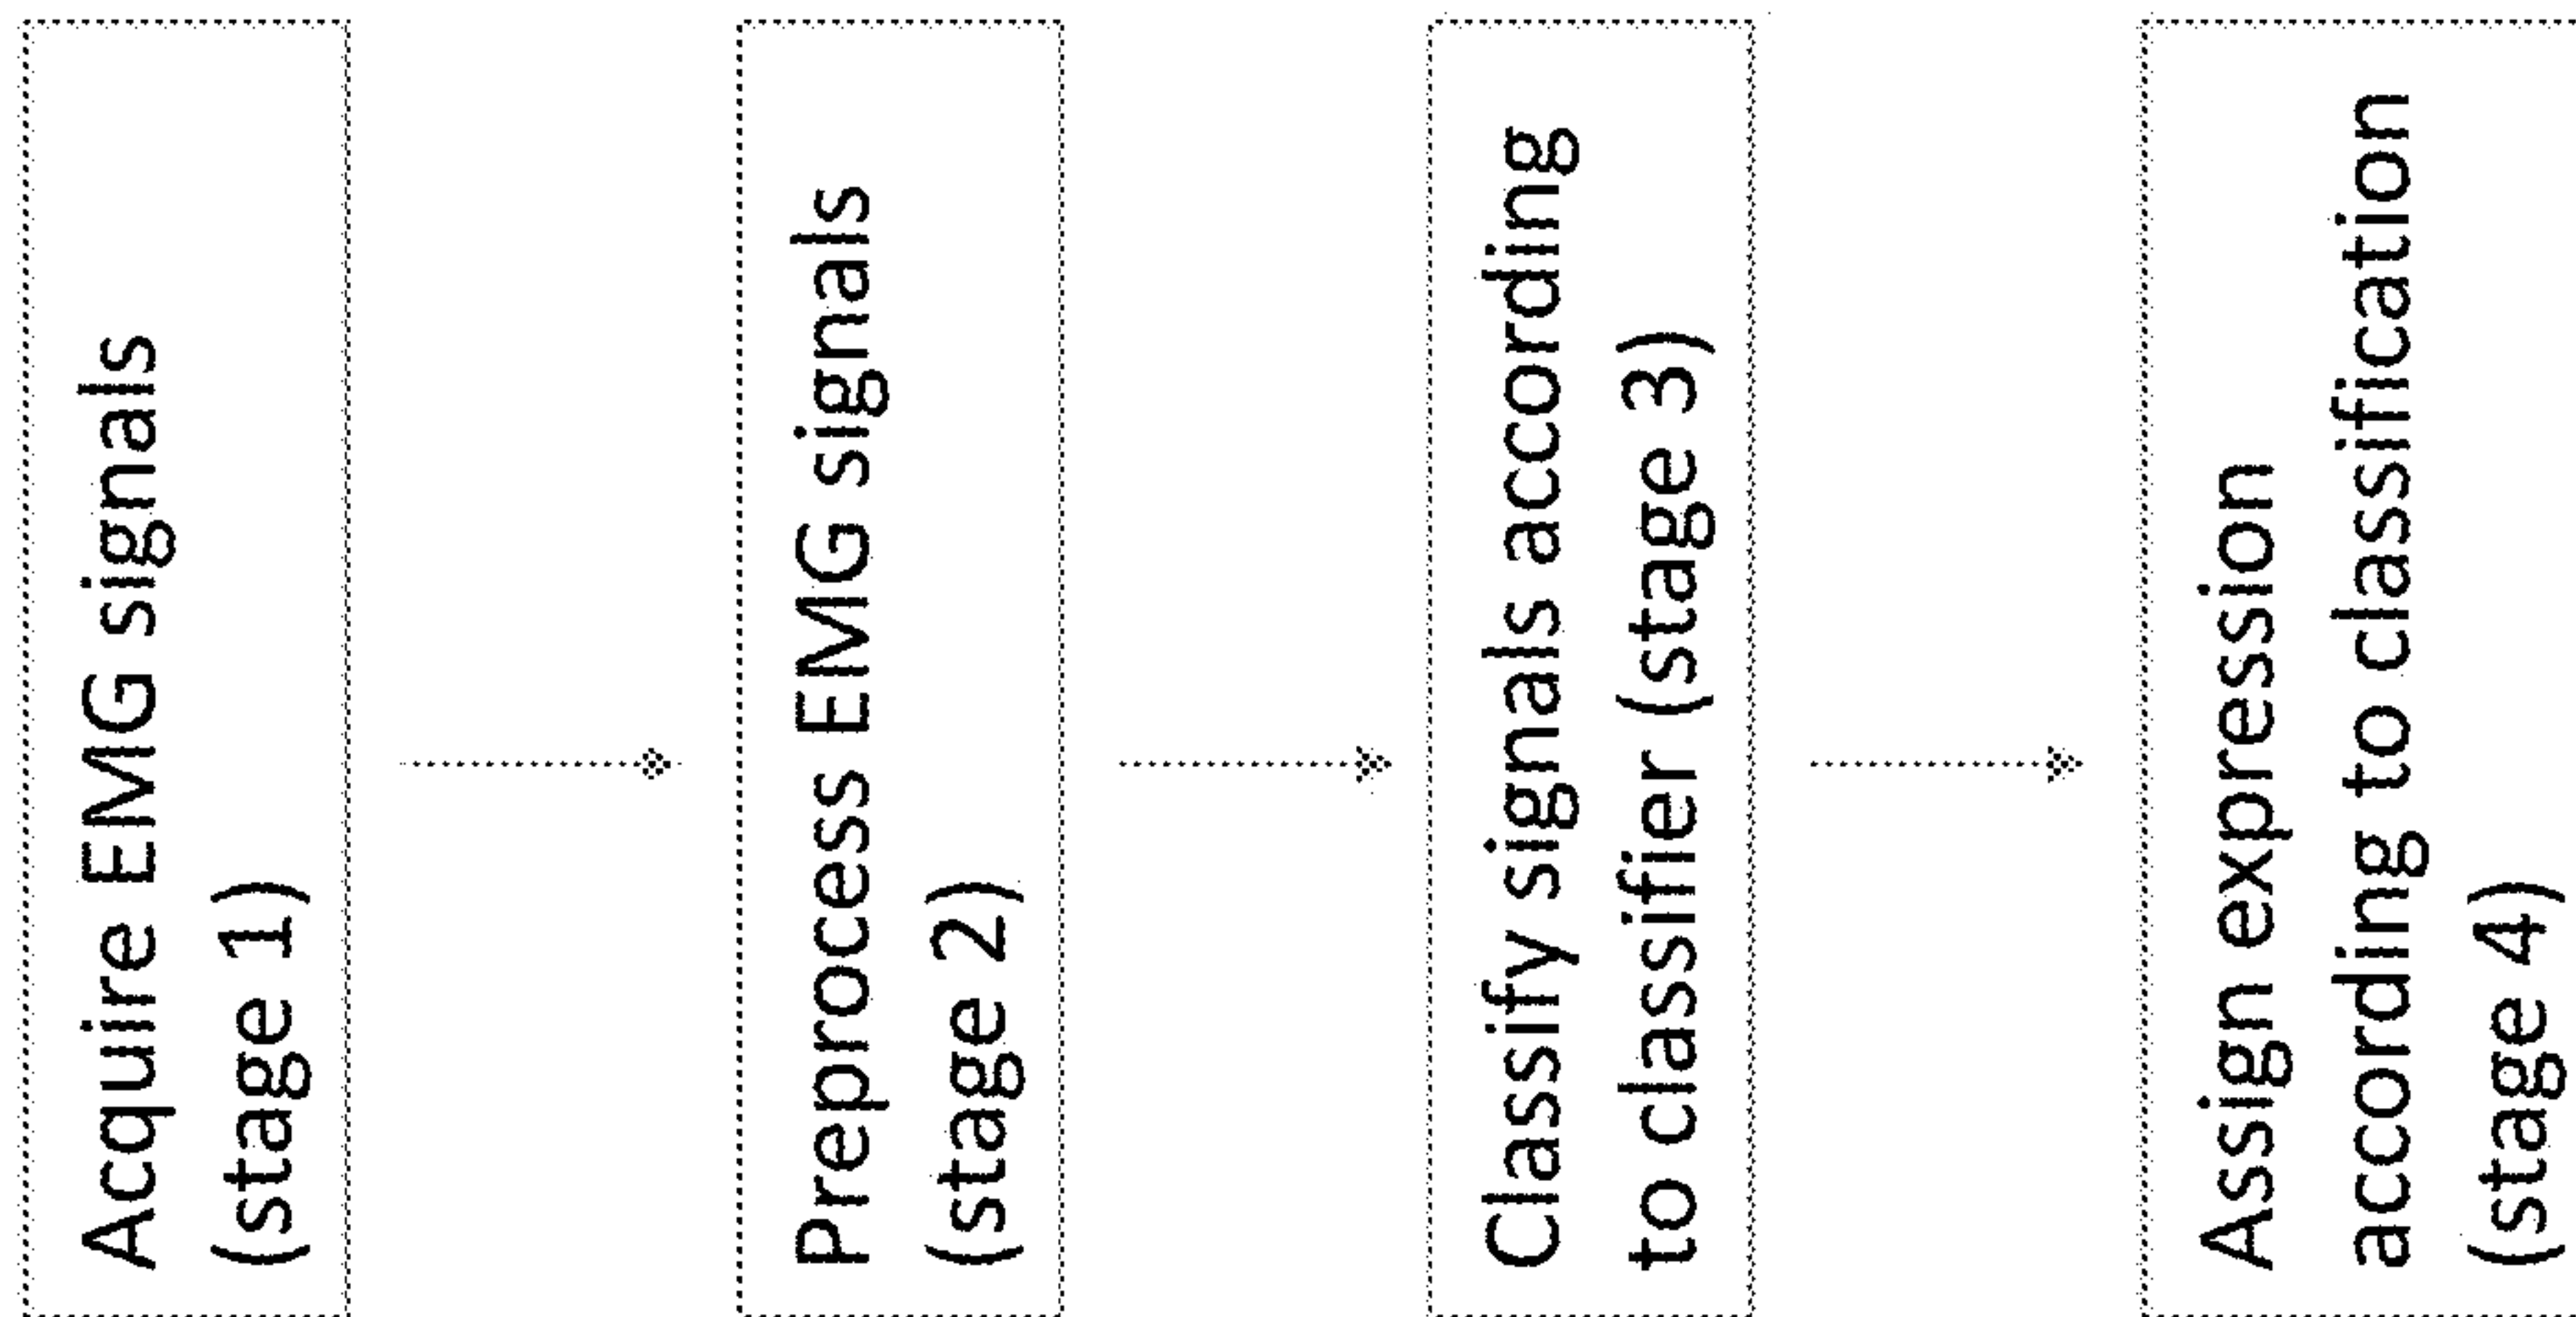 Acquire EMG signals
(stage 1)
Preprocess EMG signals
(stage 2)
Classify signals according
to classifier (stage 3)
Assign expression
according to classification
(stage 4)